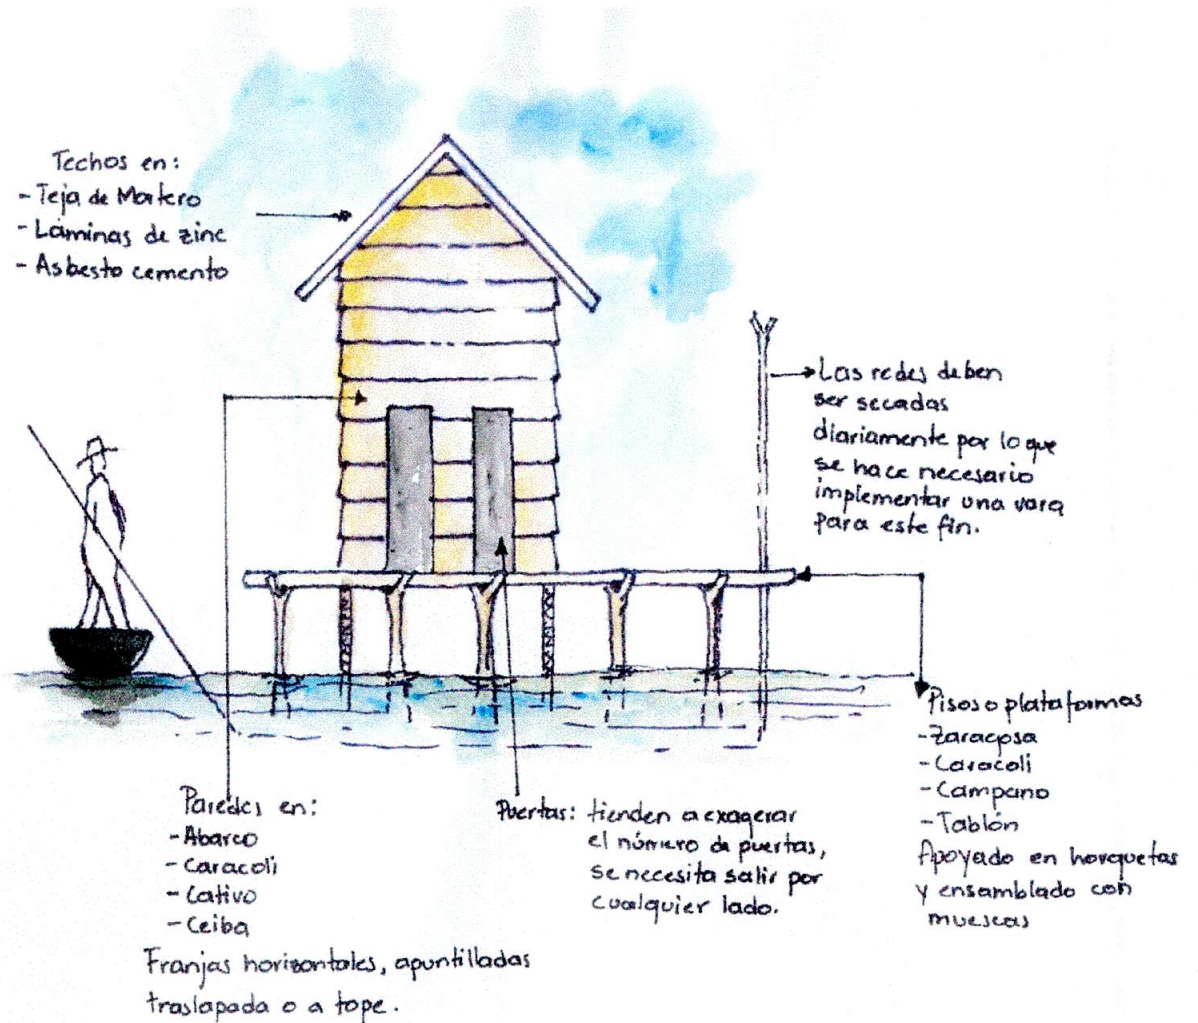 Techos en:
- Teja de Mortero
- Láminas de zinc
- Asbesto cemento
Las redes deben
ser secadas
diariamente por lo que
se hace necesario
implementar una vara
para este fin.
Pisos o plataformas
- Zaragosa
- Caracoli
- Campano
- Tablón
Apoyado en horquetas
y ensamblado con
muescas
Paredes en:
- Abarco
- Caracoli
- Cativo
- Ceiba
Franjas horizontales, apuntilladas
traslapada o a tope.
Puertas: tienden a exagerar
el número de puertas,
se necesita salir por
cualquier lado.